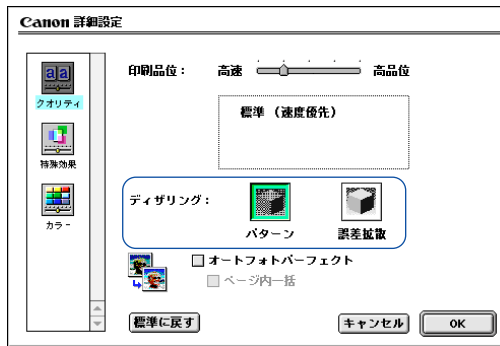 Canon 詳細設定
クオリティ
特殊効果
カラー
印刷品位： 高速 高品位
標準（速度優先）
ディザリング：
パターン 誤差拡散
オートフォトパーフェクト
ページ内一括
標準に戻す キャンセル OK